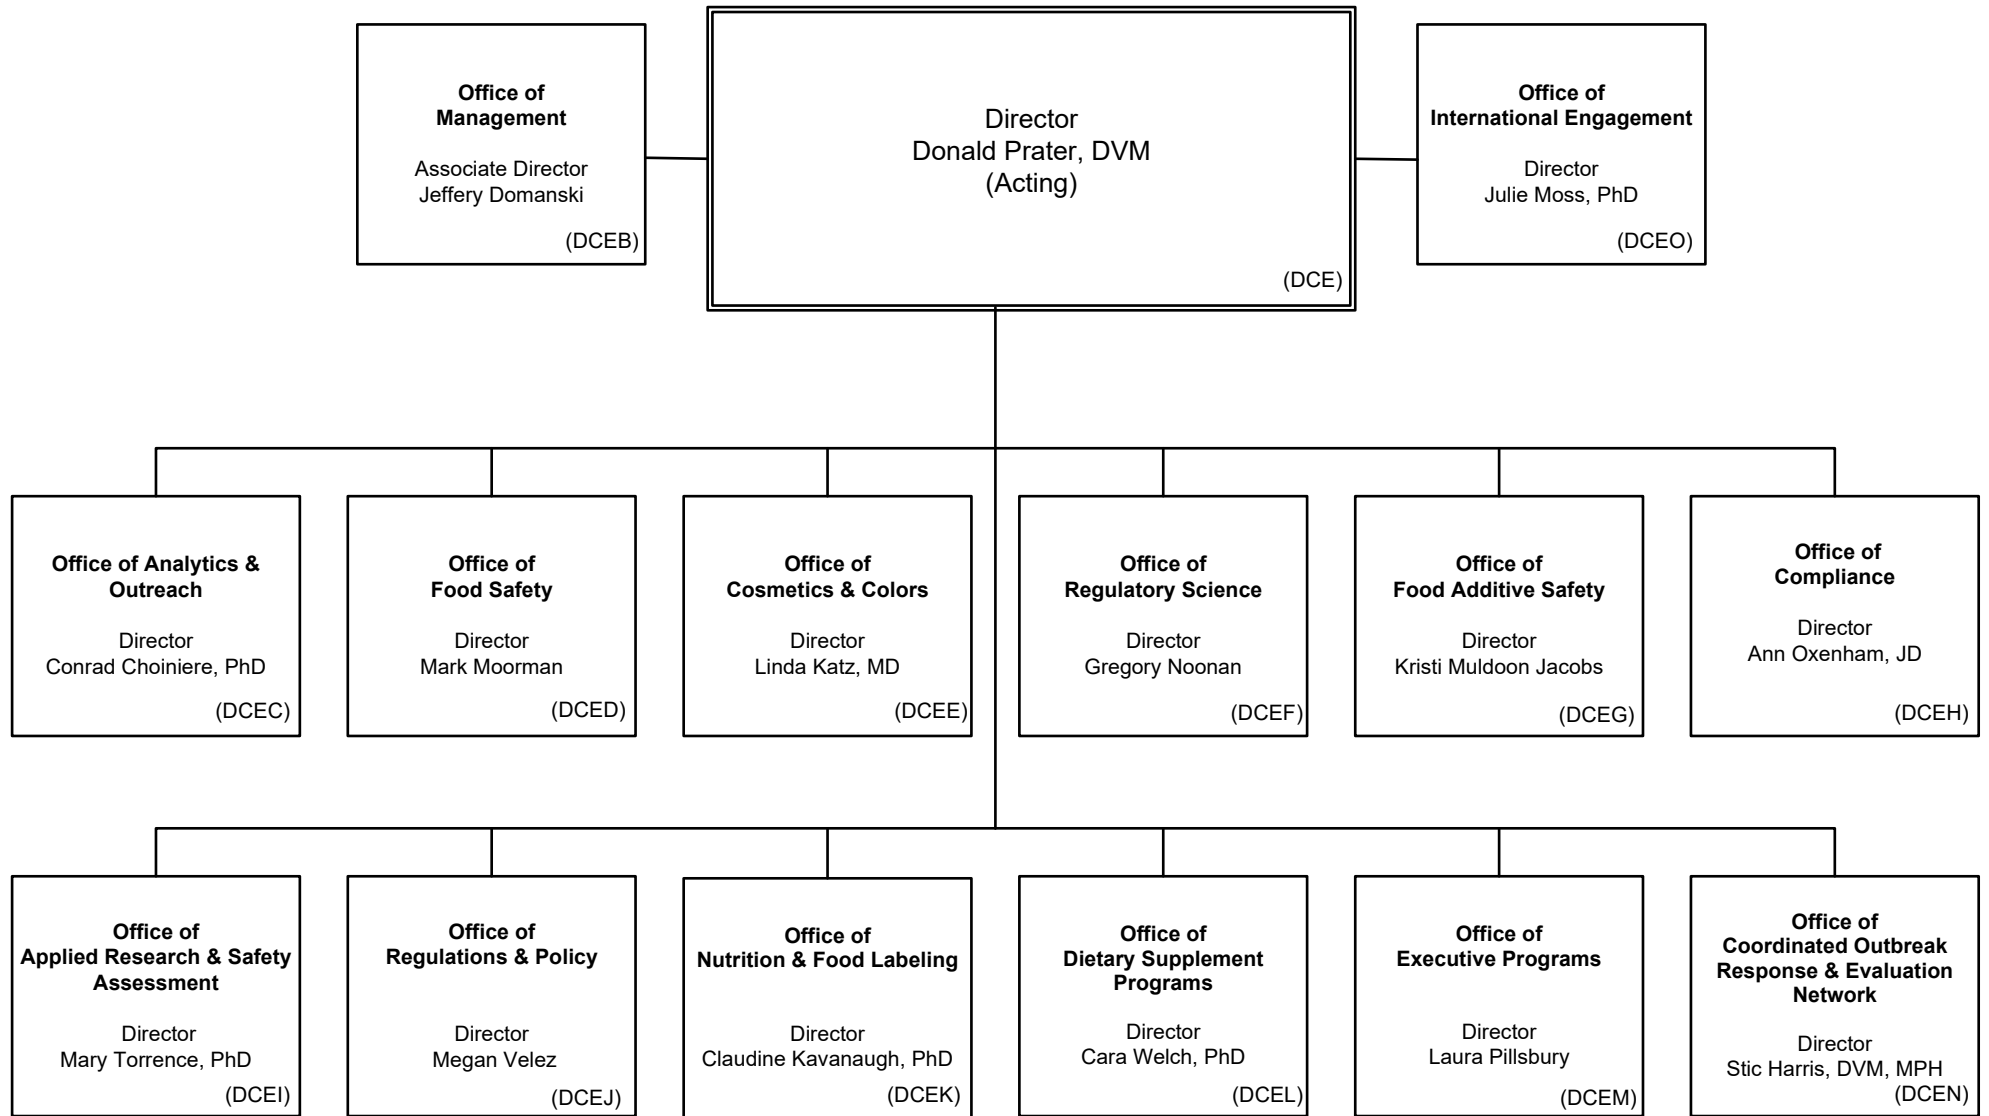 Office of
Management
Associate Director
Jeffery Domanski
(DCEB)
Director
Donald Prater, DVM
(Acting)
(DCE)
Office of
International Engagement
Director
Julie Moss, PhD
(DCEO)
Office of Analytics &
Outreach
Director
Conrad Choiniere, PhD
(DCEC)
Office of
Food Safety
Director
Mark Moorman
(DCED)
Office of
Cosmetics & Colors
Director
Linda Katz, MD
(DCEE)
Office of
Regulatory Science
Director
Gregory Noonan
(DCEF)
Office of
Food Additive Safety
Director
Kristi Muldoon Jacobs
(DCEG)
Office of
Compliance
Director
Ann Oxenham, JD
(DCEH)
Office of
Applied Research & Safety
Assessment
Director
Mary Torrence, PhD
(DCEI)
Office of
Regulations & Policy
Director
Megan Velez
(DCEJ)
Office of
Nutrition & Food Labeling
Director
Claudine Kavanaugh, PhD
(DCEK)
Office of
Dietary Supplement
Programs
Director
Cara Welch, PhD
(DCEL)
Office of
Executive Programs
Director
Laura Pillsbury
(DCEM)
Office of
Coordinated Outbreak
Response & Evaluation
Network
Director
Stic Harris, DVM, MPH
(DCEN)